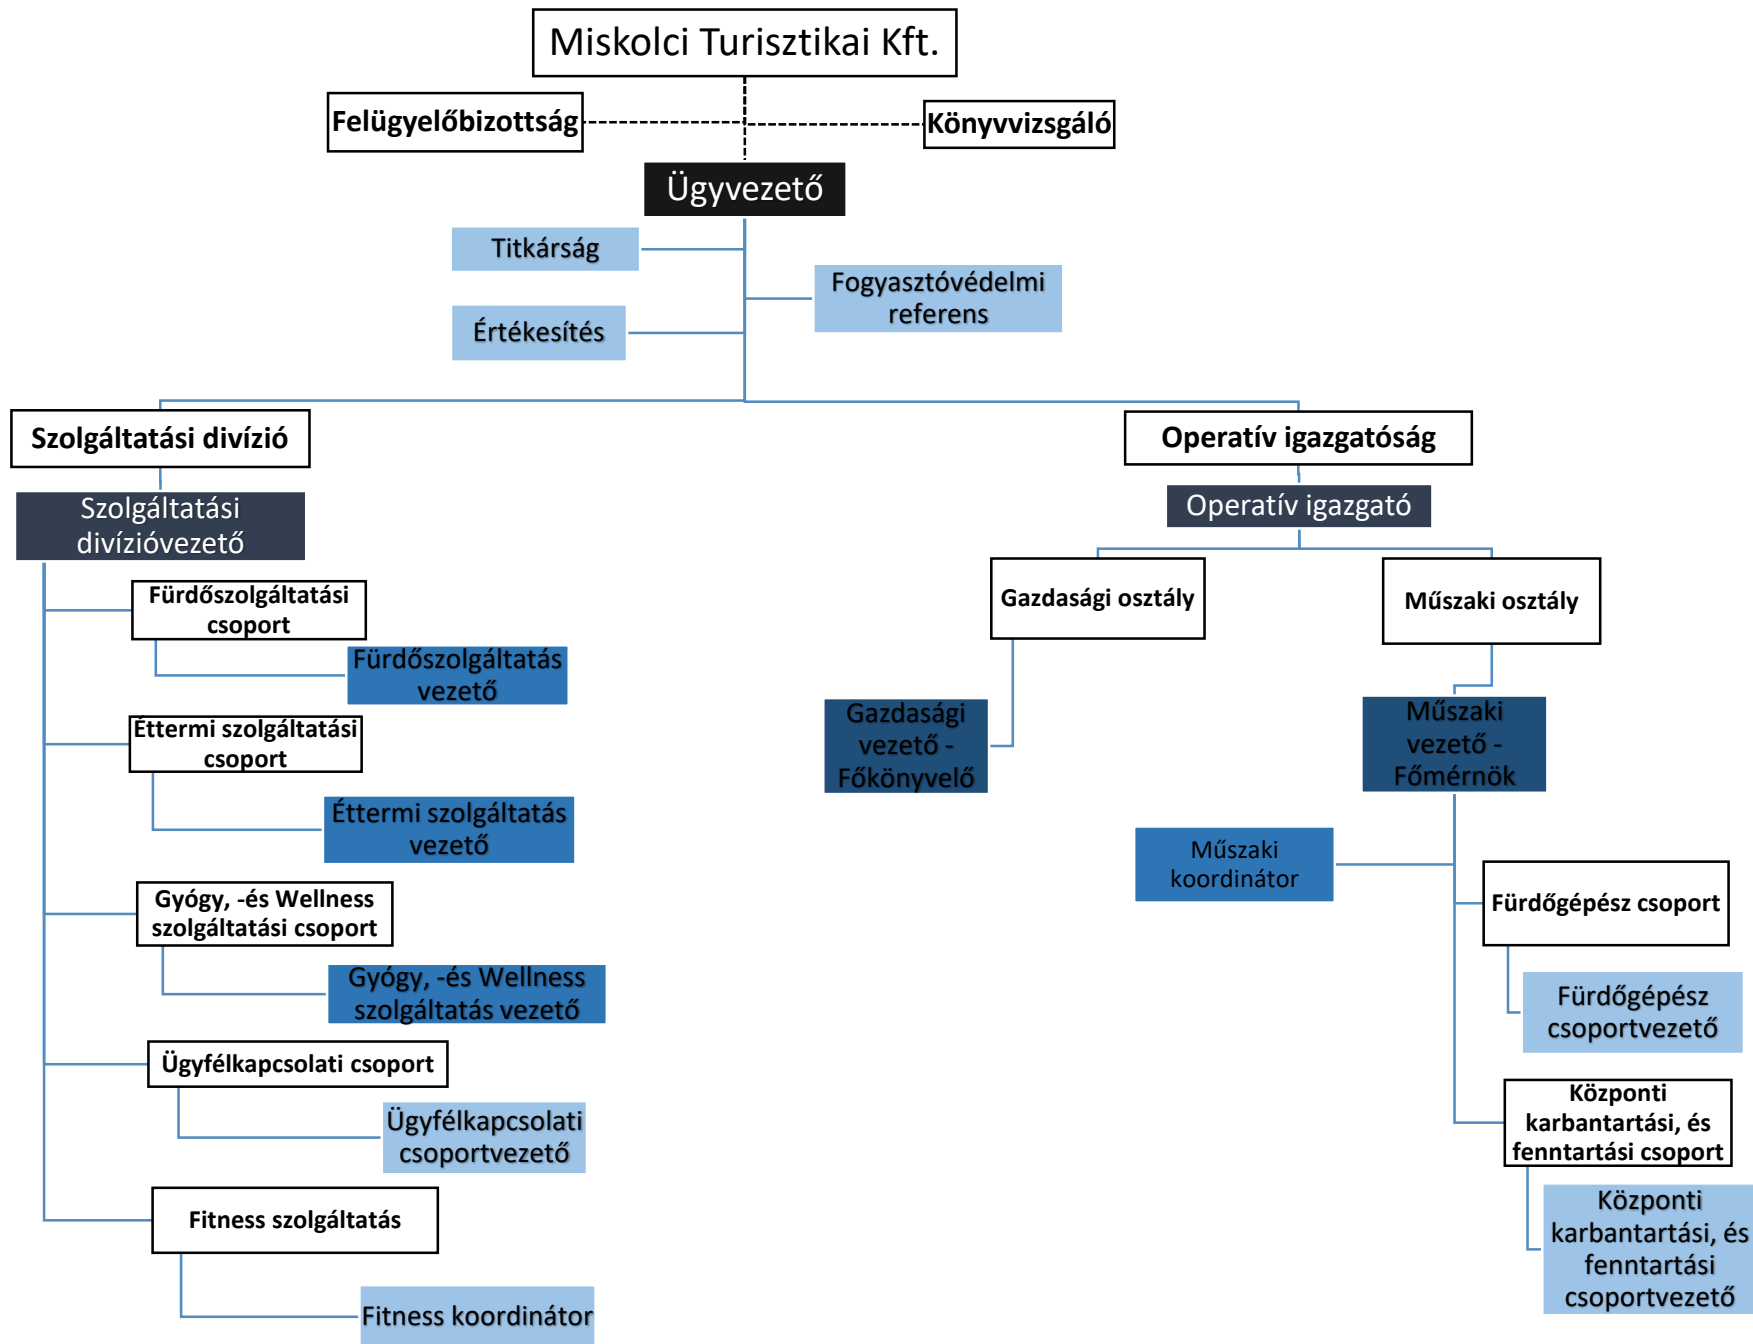 Miskolci Turisztikai Kft.
Felügyelőbizottság
Könyvvizsgáló
Ügyvezető
Titkárság
Fogyasztóvédelmi
referens
Értékesítés
Szolgáltatási divízió
Szolgáltatási
divízióvezető
Fürdőszolgáltatási
csoport
Fürdőszolgáltatás
vezető
Éttermi szolgáltatási
csoport
Éttermi szolgáltatás
vezető
Gyógy, -és Wellness
szolgáltatási csoport
Gyógy, -és Wellness
szolgáltatás vezető
Ügyfélkapcsolati csoport
Ügyfélkapcsolati
csoportvezető
Fitness szolgáltatás
Fitness koordinátor
Operatív igazgatóság
Operatív igazgató
Gazdasági osztály
Gazdasági
vezető -
Főkönyvelő
Műszaki osztály
Műszaki
vezető -
Főmérnök
Műszaki
koordinátor
Fürdőgépész csoport
Fürdőgépész
csoportvezető
Központi
karbantartási, és
fenntartási csoport
Központi
karbantartási, és
fenntartási
csoportvezető